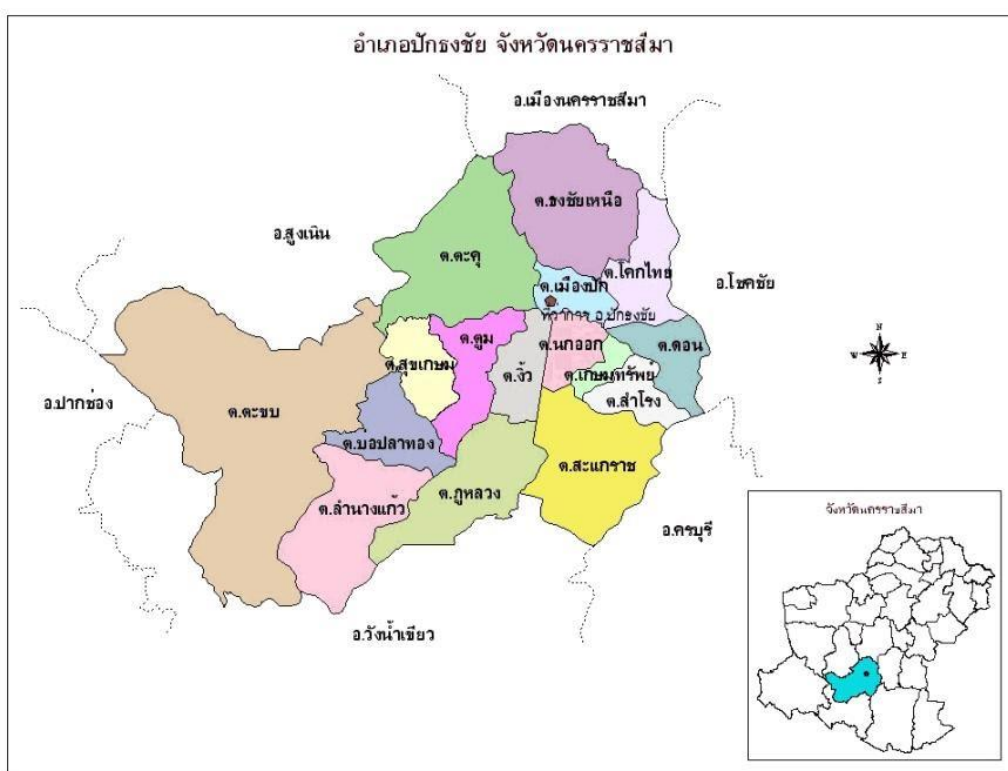 อำเภอปักธงชัย จังหวัดนครราชสีมา
อ.เมืองนครราชสีมา
ต.ธงชัยเหนือ
อ.สูงเนิน
ต.ตะคุ
ต.โคกไทย
อ.โชคชัย
ต.เมืองปัก
ที่ว่าการ อ.ปักธงชัย
ต.ตูม
ต.นกออก
ต.ดอน
N
W E
S
ต.สุขเกษม
ต.งิ้ว
ต.เกษมทรัพย์
อ.ปากช่อง
ต.ตะขบ
ต.สำโรง
ต.บ่อปลาทอง
ต.สะแกราช
ต.ภูหลวง
ต.ลำนางแก้ว
อ.ครบุรี
จังหวัดนครราชสีมา
อ.วังน้ำเขียว